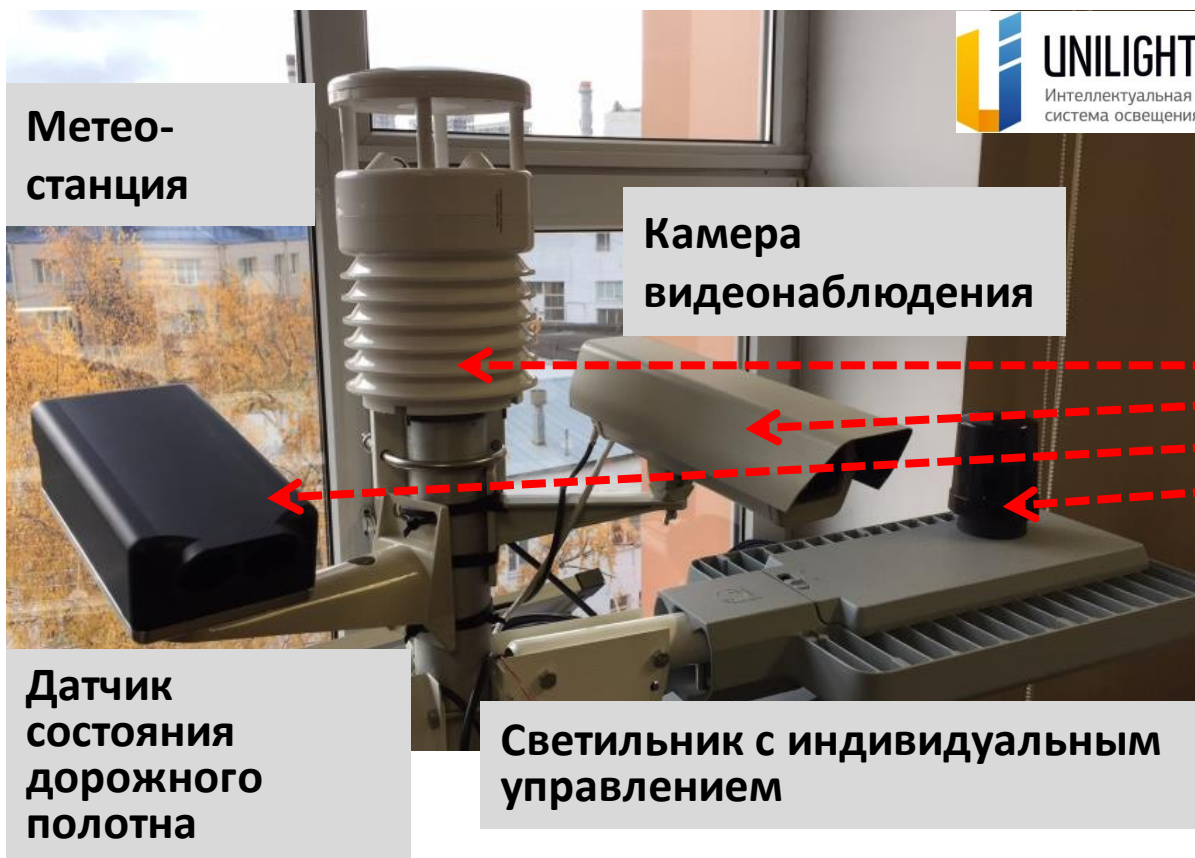 UNILIGHT
Интеллектуальная
система освещения
Метео-
станция
Камера
видеонаблюдения
Датчик
состояния
дорожного
полотна
Светильник с индивидуальным
управлением